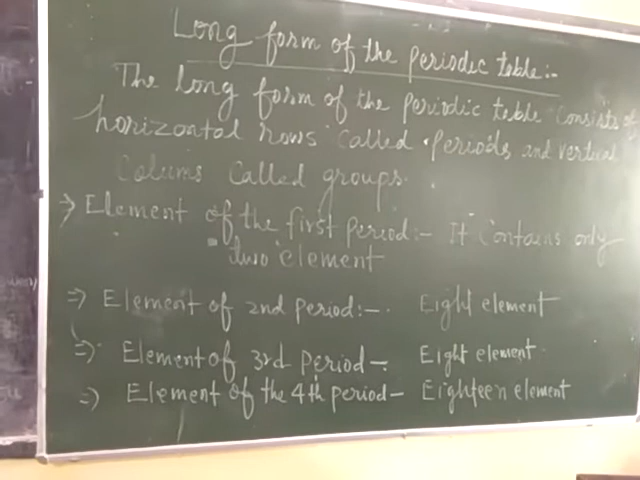 Long form of the periodic table:-
The long form of the periodic table consists of
horizontal rows called periods, and vertical
Colums called groups.
⇒ Element of the first period:- It contains only
two element
⇒ Element of 2nd period:-. Eight element
⇒ Element of 3rd period-. Eight element.
⇒ Element of the 4th period- Eighteen element